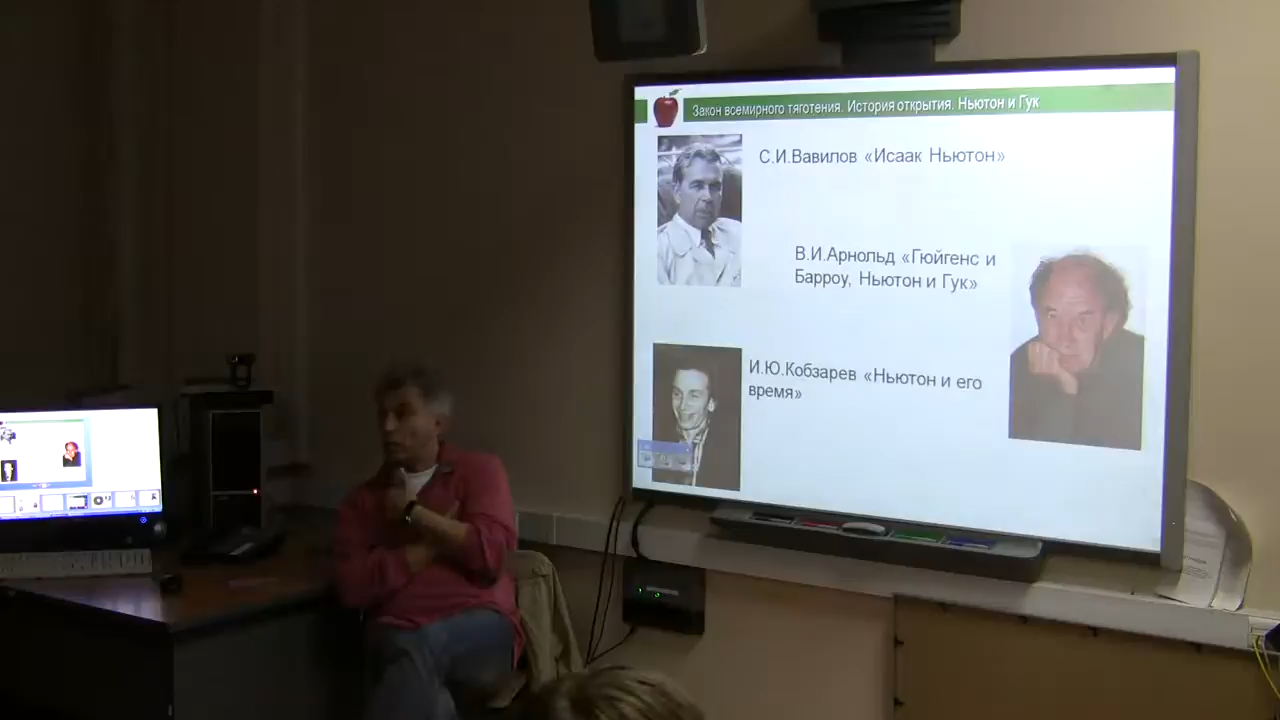 Закон всемирного тяготения. История открытия. Ньютон и Гук
С.И.Вавилов «Исаак Ньютон»
В.И.Арнольд «Гюйгенс и
Барроу, Ньютон и Гук»
И.Ю.Кобзарев «Ньютон и его
время»